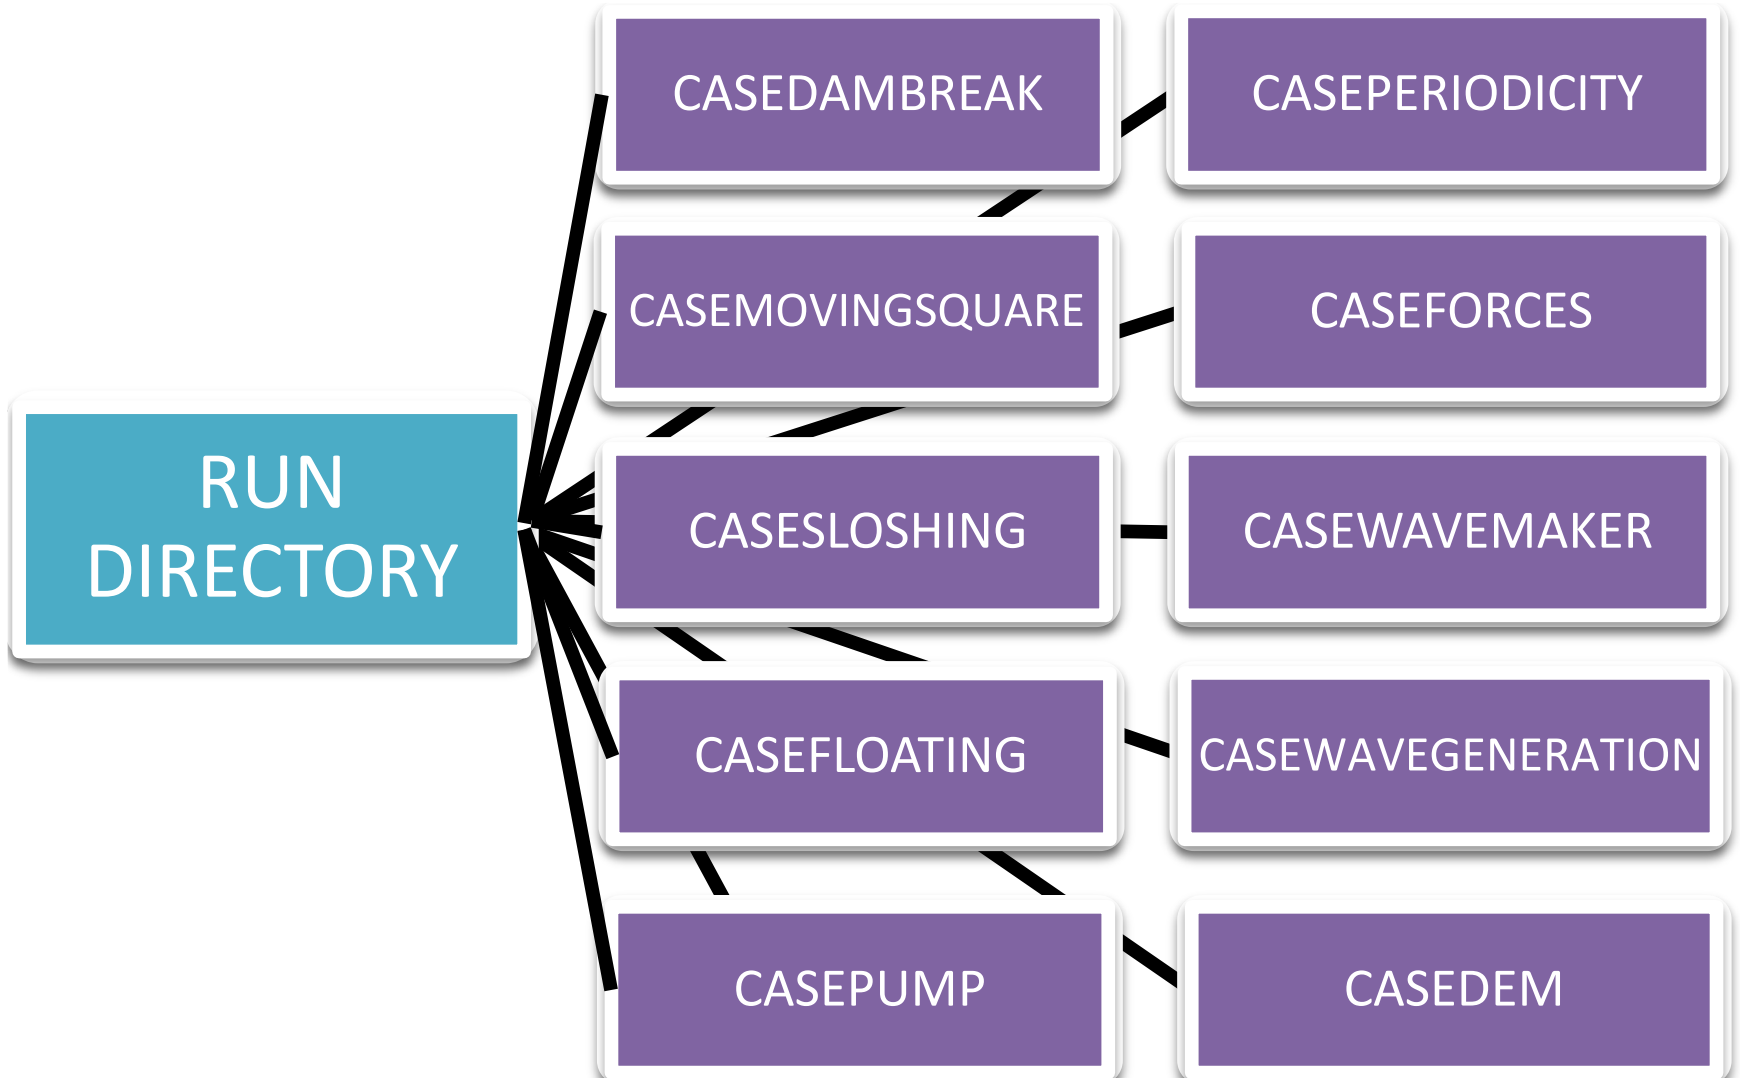 RUN
DIRECTORY
CASEDAMBREAK
CASEPERIODICITY
CASEMOVINGSQUARE
CASEFORCES
CASESLOSHING
CASEWAVEMAKER
CASEFLOATING
CASEWAVEGENERATION
CASEPUMP
CASEDEM